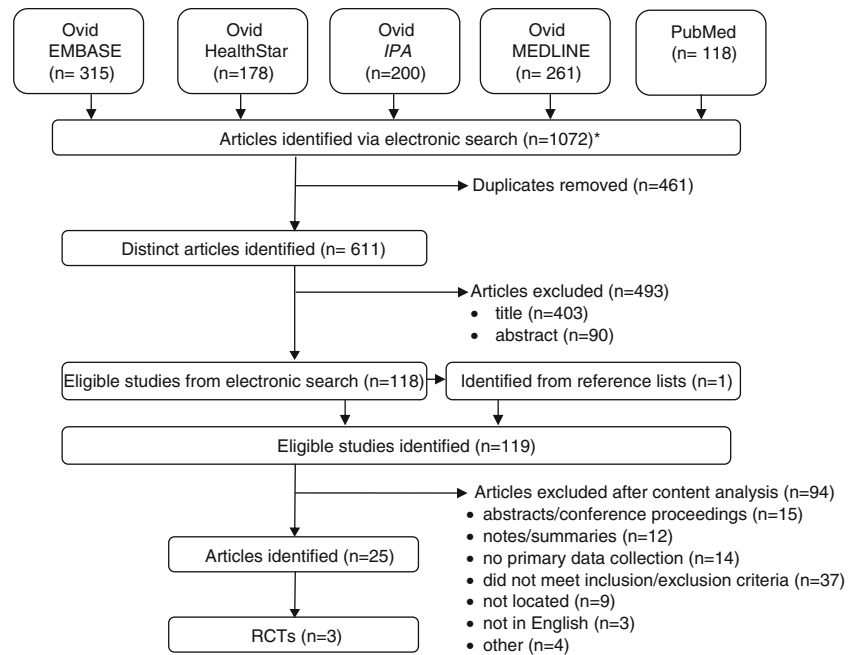 Ovid
EMBASE
(n= 315)
Ovid
HealthStar
(n=178)
Ovid
IPA
(n=200)
Ovid
MEDLINE
(n= 261)
PubMed
(n= 118)
Articles identified via electronic search (n=1072)*
Duplicates removed (n=461)
Distinct articles identified (n= 611)
Articles excluded (n=493)
• title (n=403)
• abstract (n=90)
Eligible studies from electronic search (n=118)
Identified from reference lists (n=1)
Eligible studies identified (n=119)
Articles excluded after content analysis (n=94)
• abstracts/conference proceedings (n=15)
• notes/summaries (n=12)
• no primary data collection (n=14)
• did not meet inclusion/exclusion criteria (n=37)
• not located (n=9)
• not in English (n=3)
• other (n=4)
Articles identified (n=25)
RCTs (n=3)